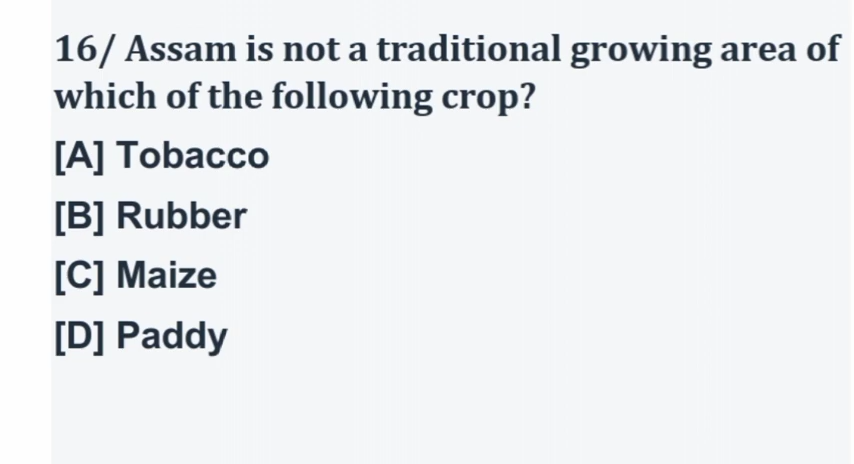 16/ Assam is not a traditional growing area of
which of the following crop?
[A] Tobacco
[B] Rubber
[C] Maize
[D] Paddy